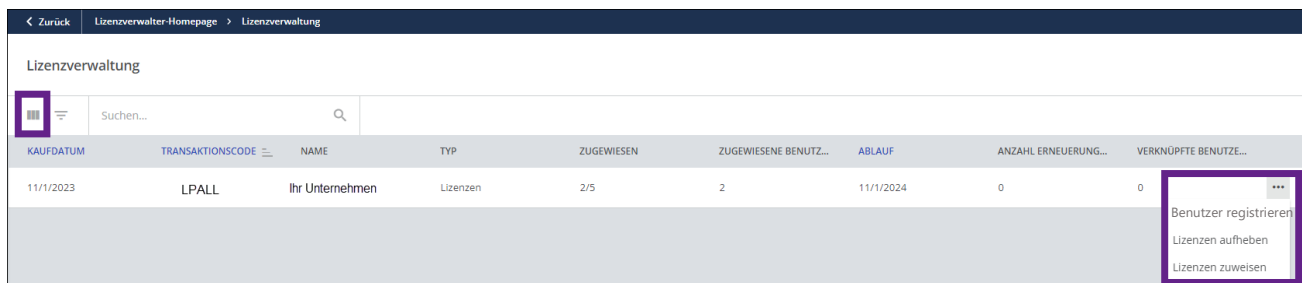 Zurück Lizenzverwalter-Homepage > Lizenzverwaltung
Lizenzverwaltung
Suchen...
KAUFDATUM TRANSAKTIONSCODE NAME TYP ZUGEWIESEN ZUGEWIESENE BENUTZ... ABLAUF ANZAHL ERNEUERUNG... VERKNÜPFTE BENUTZE...
11/1/2023 LPALL Ihr Unternehmen Lizenzen 2/5 2 11/1/2024 0 0 •••
Benutzer registrieren
Lizenzen aufheben
Lizenzen zuweisen